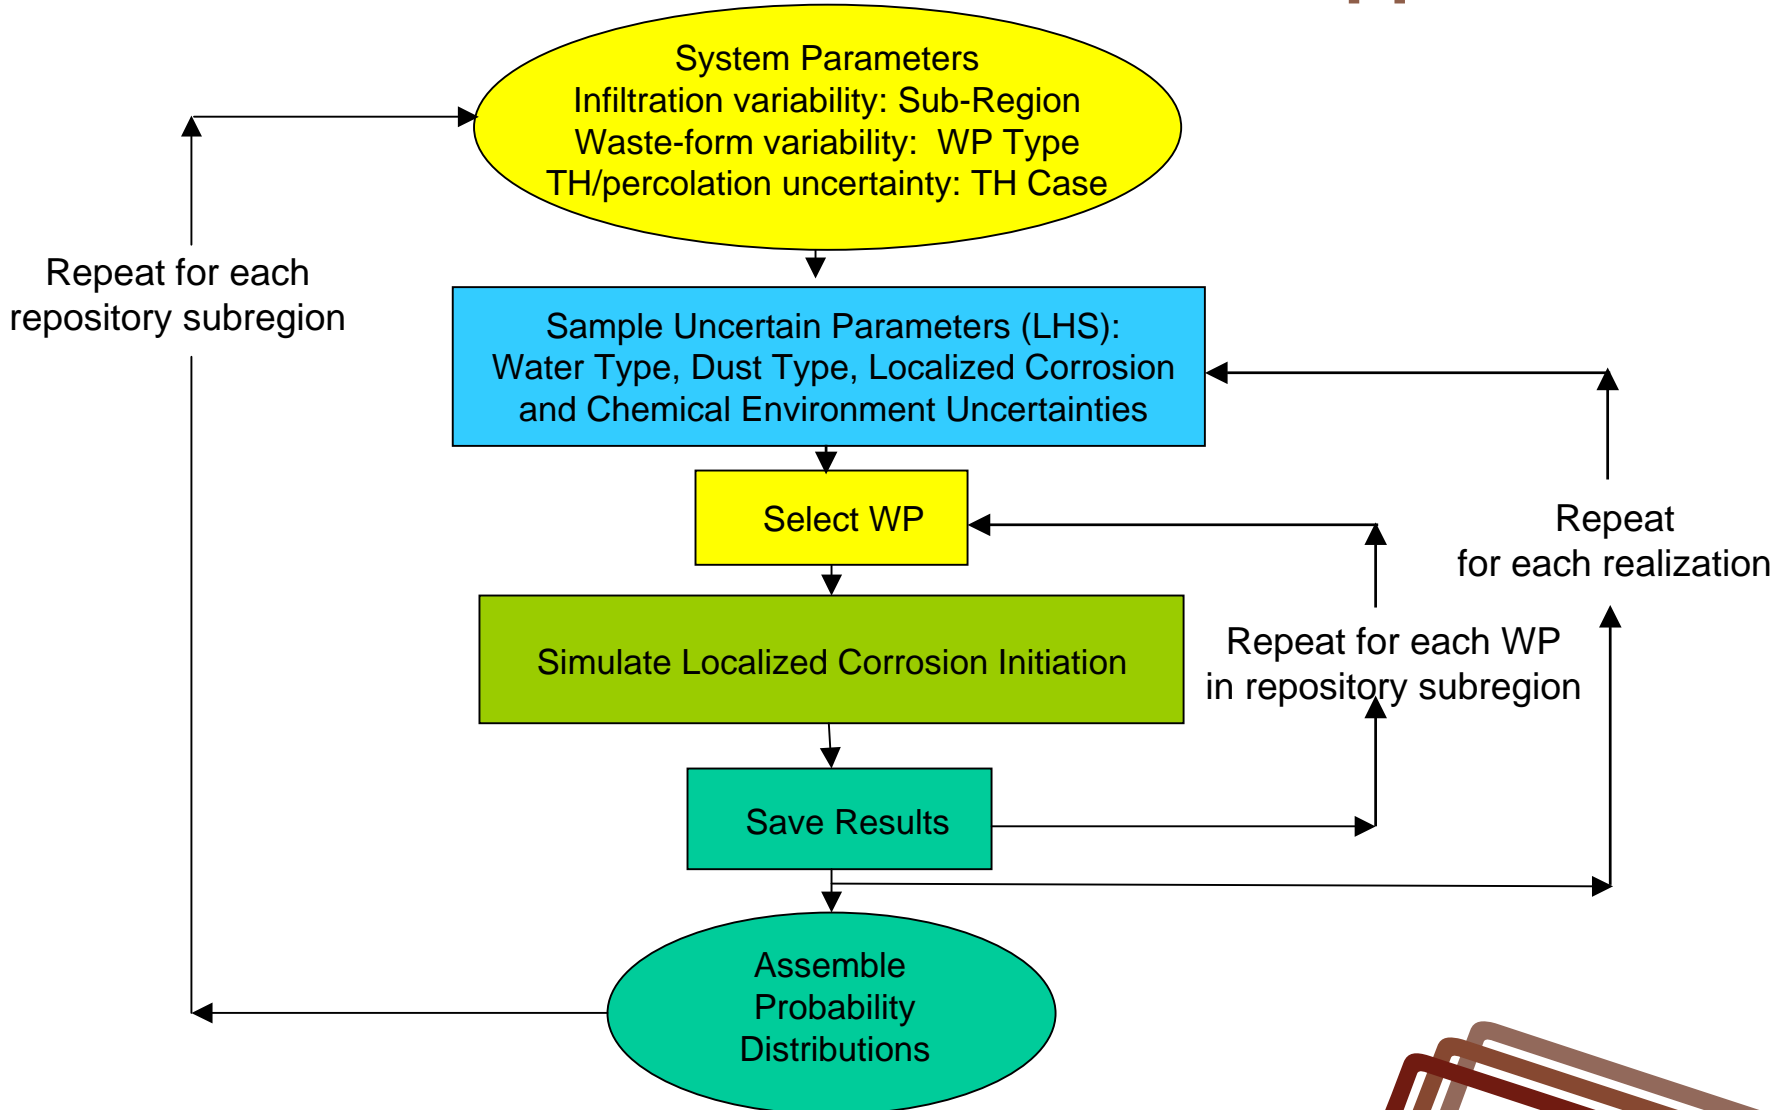 System Parameters
Infiltration variability: Sub-Region
Waste-form variability: WP Type
TH/percolation uncertainty: TH Case
Repeat for each
repository subregion
Sample Uncertain Parameters (LHS):
Water Type, Dust Type, Localized Corrosion
and Chemical Environment Uncertainties
Select WP
Repeat
for each realization
Simulate Localized Corrosion Initiation
Repeat for each WP
in repository subregion
Save Results
Assemble
Probability
Distributions